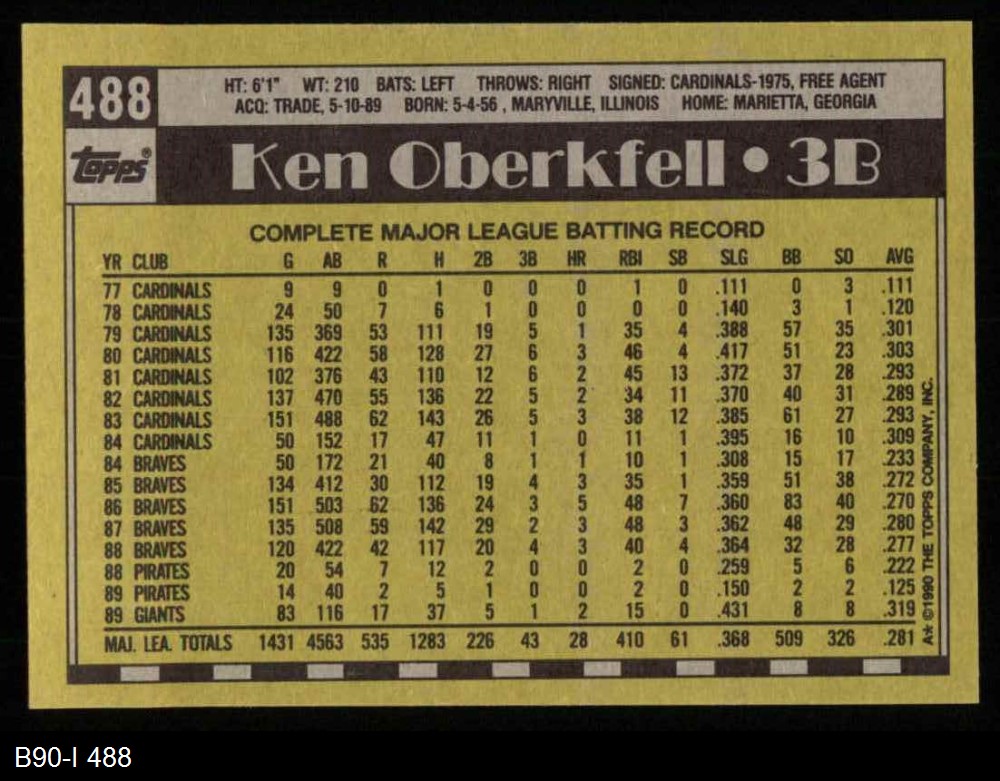 488
HT: 6'1" WT: 210 BATS: LEFT THROWS: RIGHT SIGNED: CARDINALS-1975, FREE AGENT
ACQ: TRADE, 5-10-89 BORN: 5-4-56 , MARYVILLE, ILLINOIS HOME: MARIETTA, GEORGIA
Topps®
Ken Oberkfell • 3B
COMPLETE MAJOR LEAGUE BATTING RECORD
YR CLUB G AB R H 2B 3B HR RBI SB SLG BB SO AVG
77 CARDINALS 9 9 0 1 0 0 0 1 0 .111 0 3 .111
78 CARDINALS 24 50 7 6 1 0 0 0 0 .140 3 1 .120
79 CARDINALS 135 369 53 111 19 5 1 35 4 .388 57 35 .301
80 CARDINALS 116 422 58 128 27 6 3 46 4 .417 51 23 .303
81 CARDINALS 102 376 43 110 12 6 2 45 13 .372 37 28 .293
82 CARDINALS 137 470 55 136 22 5 2 34 11 .370 40 31 .289
83 CARDINALS 151 488 62 143 26 5 3 38 12 .385 61 27 .293
84 CARDINALS 50 152 17 47 11 1 0 11 1 .395 16 10 .309
84 BRAVES 50 172 21 40 8 1 1 10 1 .308 15 17 .233
85 BRAVES 134 412 30 112 19 4 3 35 1 .359 51 38 .272
86 BRAVES 151 503 62 136 24 3 5 48 7 .360 83 40 .270
87 BRAVES 135 508 59 142 29 2 3 48 3 .362 48 29 .280
88 BRAVES 120 422 42 117 20 4 3 40 4 .364 32 28 .277
88 PIRATES 20 54 7 12 2 0 0 2 0 .259 5 6 .222
89 PIRATES 14 40 2 5 1 0 0 2 0 .150 2 2 .125
89 GIANTS 83 116 17 37 5 1 2 15 0 .431 8 8 .319
MAJ. LEA. TOTALS 1431 4563 535 1283 226 43 28 410 61 .368 509 326 .281
A** ©1990 THE TOPPS COMPANY, INC.
B90-I 488